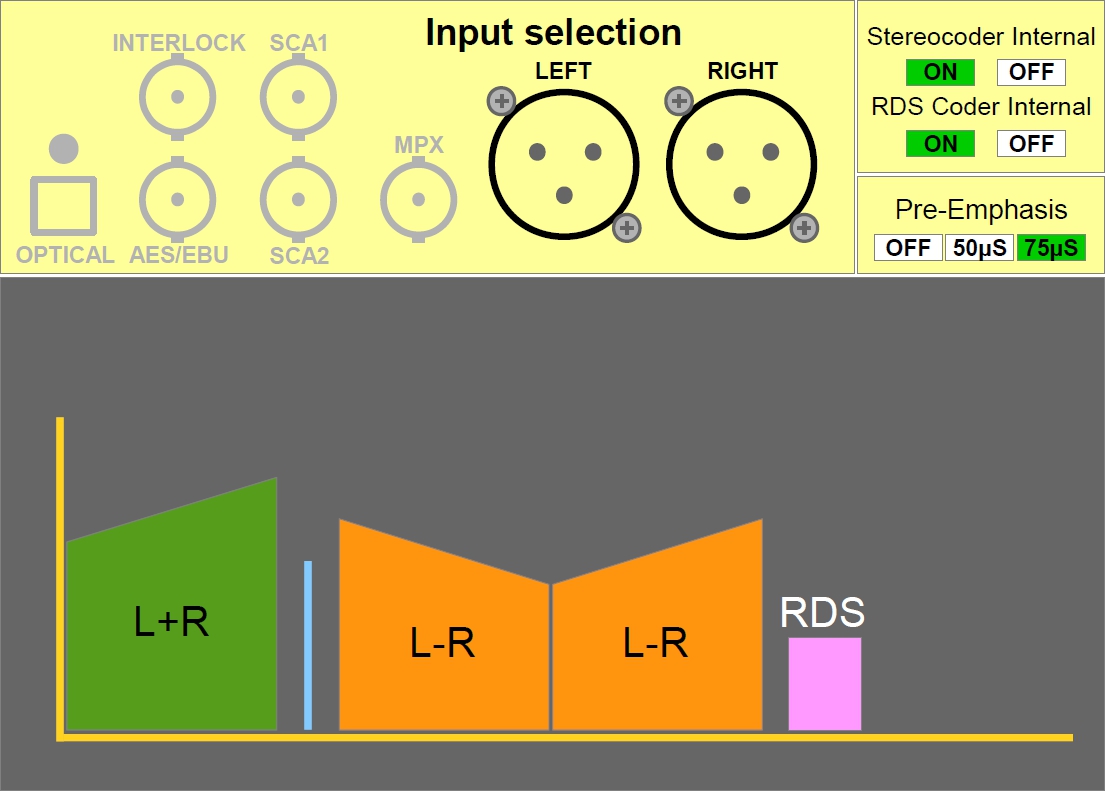 Input selection
INTERLOCK SCA1
LEFT RIGHT
MPX
OPTICAL AES/EBU SCA2
Stereocoder Internal
ON OFF
RDS Coder Internal
ON OFF
Pre-Emphasis
OFF 50µS 75µS
RDS
L+R L-R L-R